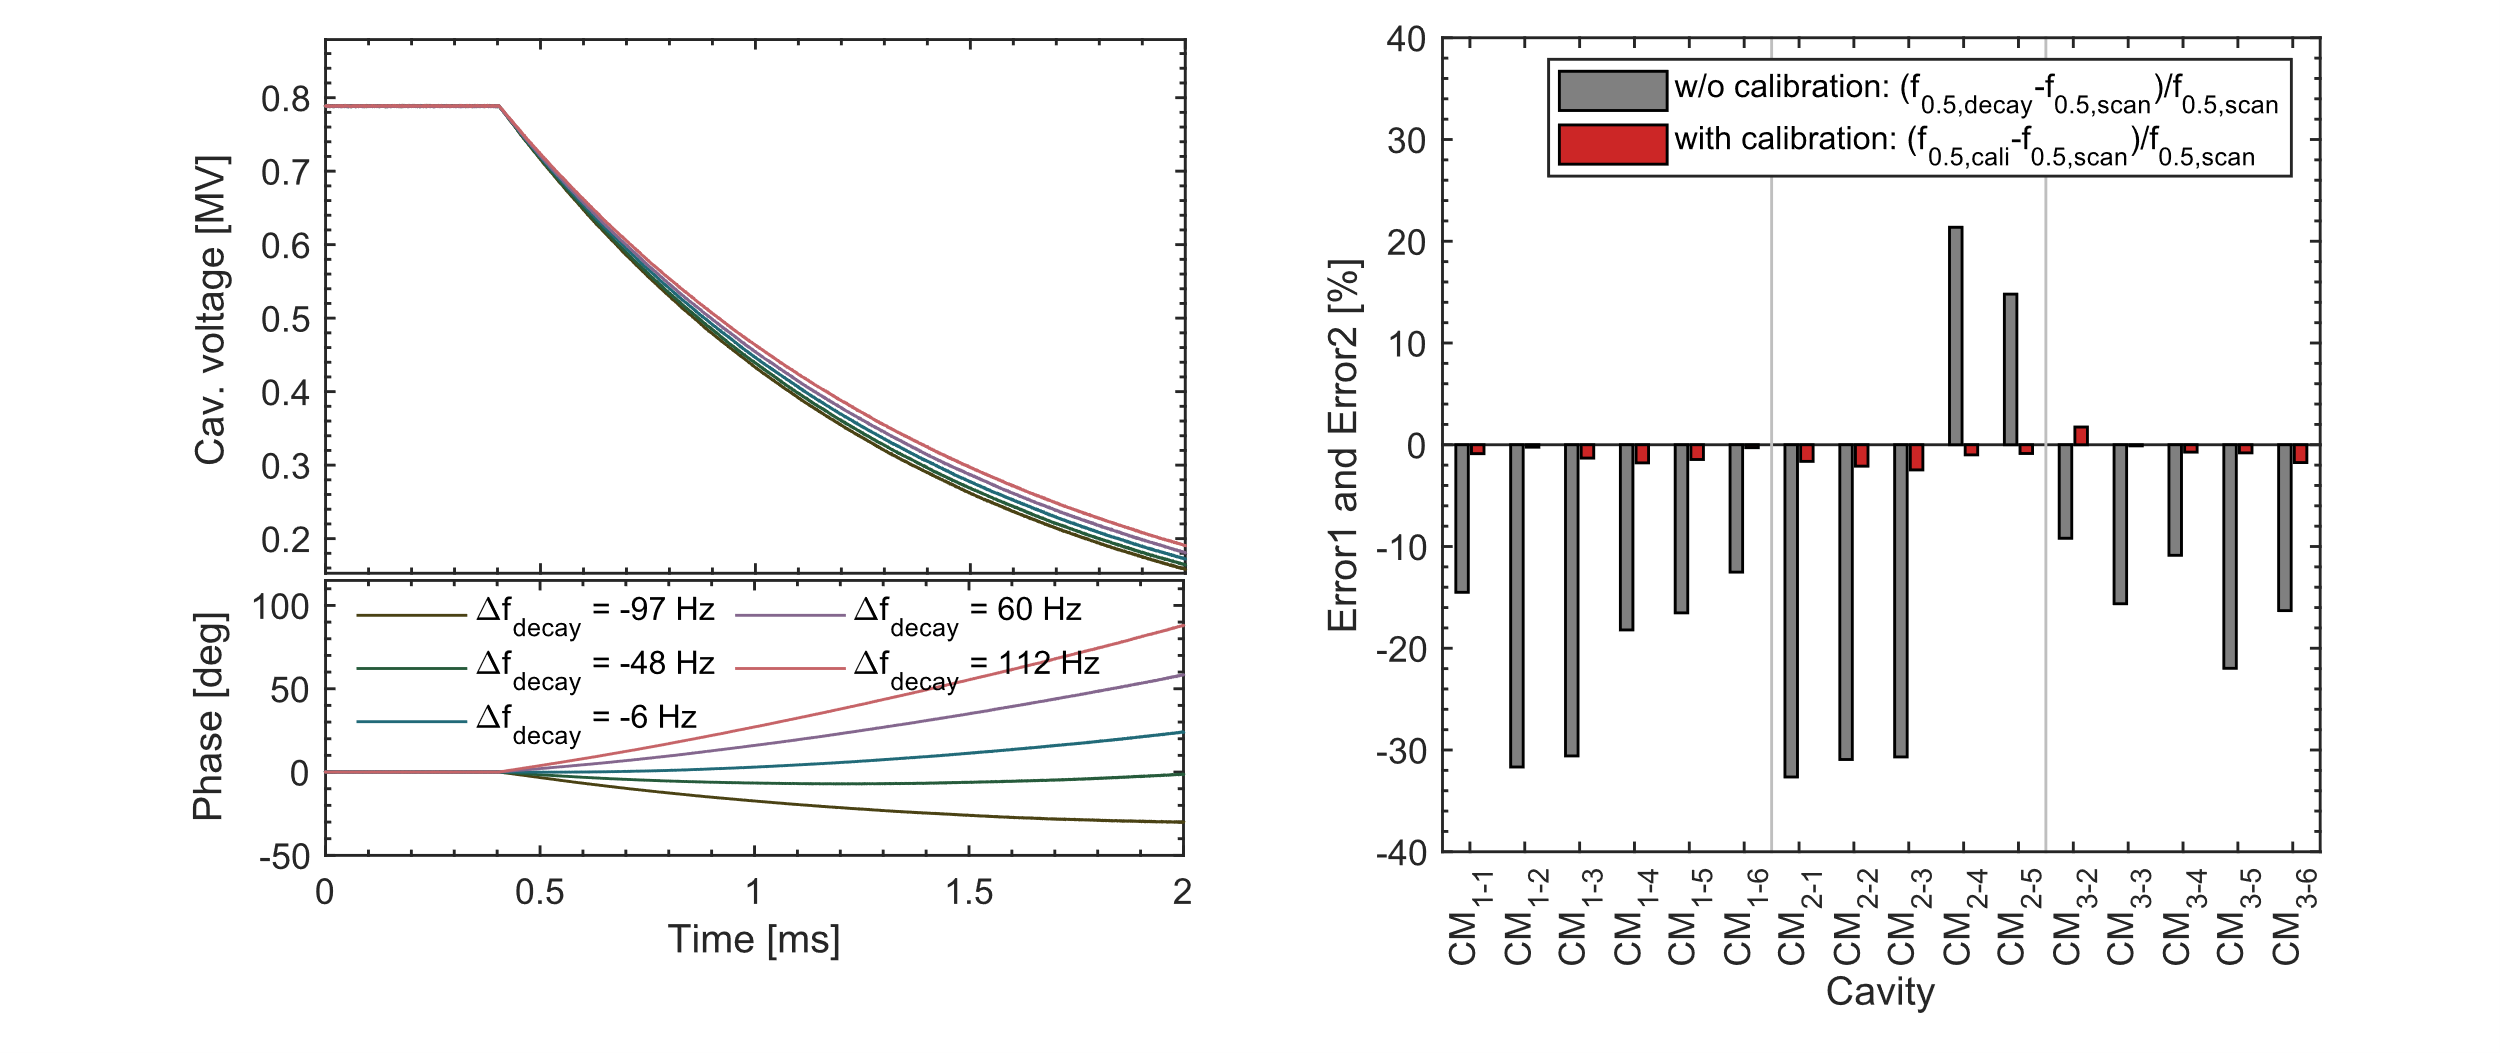 Cav. voltage [MV]
0.8
0.7
0.6
0.5
0.4
0.3
0.2
Phase [deg]
100
50
0
-50
Δf decay = -97 Hz
Δf decay = -48 Hz
Δf decay = -6 Hz
Δf decay = 60 Hz
Δf decay = 112 Hz
0 0.5 1 1.5 2
Time [ms]
Error1 and Error2 [%]
40
30
20
10
0
-10
-20
-30
-40
w/o calibration: (f0.5,decay-f0.5,scan)/f0.5,scan
with calibration: (f0.5,cali-f0.5,scan)/f0.5,scan
CM1-1
CM1-2
CM1-3
CM1-4
CM1-5
CM1-6
CM2-1
CM2-2
CM2-3
CM2-4
CM2-5
CM3-2
CM3-3
CM3-4
CM3-5
CM3-6
Cavity